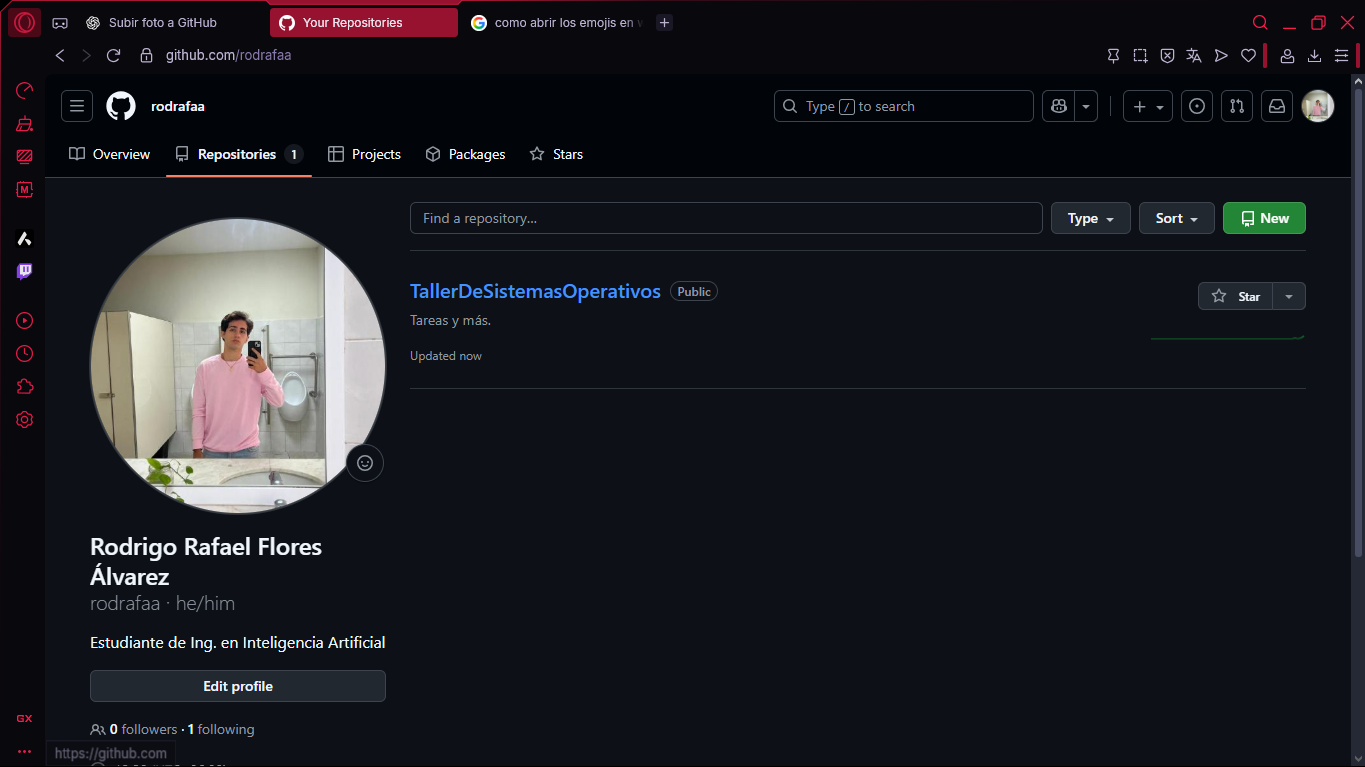 Subir foto a GitHub
Your Repositories
como abrir los emojis en
github.com/rodrafaa
rodrafaa
Type / to search
Overview
Repositories 1
Projects
Packages
Stars
Find a repository...
Type
Sort
New
TallerDeSistemasOperativos Public
Star
Tareas y más.
Updated now
Rodrigo Rafael Flores
Álvarez
rodrafaa · he/him
Estudiante de Ing. en Inteligencia Artificial
Edit profile
0 followers · 1 following
GX
https://github.com